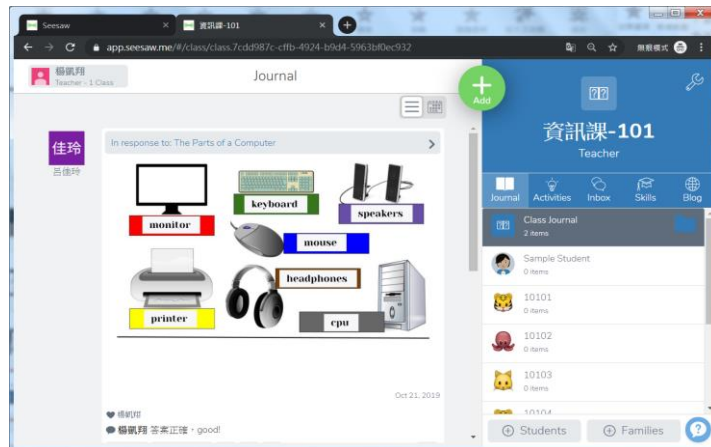 Seesaw
資訊課-101
app.seesaw.me/#/class/class.7cdd987c-cffb-4924-b9d4-5963bf0ec932
無痕模式
楊凱翔
Teacher - 1 Class
Journal
Add
佳玲
呂佳玲
In response to: The Parts of a Computer
monitor
keyboard
speakers
mouse
headphones
printer
cpu
Oct 21, 2019
楊凱翔
楊凱翔 答案正確，good!
資訊課-101
Teacher
Journal
Activities
Inbox
Skills
Blog
Class Journal
2 items
Sample Student
0 items
10101
0 items
10102
0 items
10103
0 items
10104
Students
Families